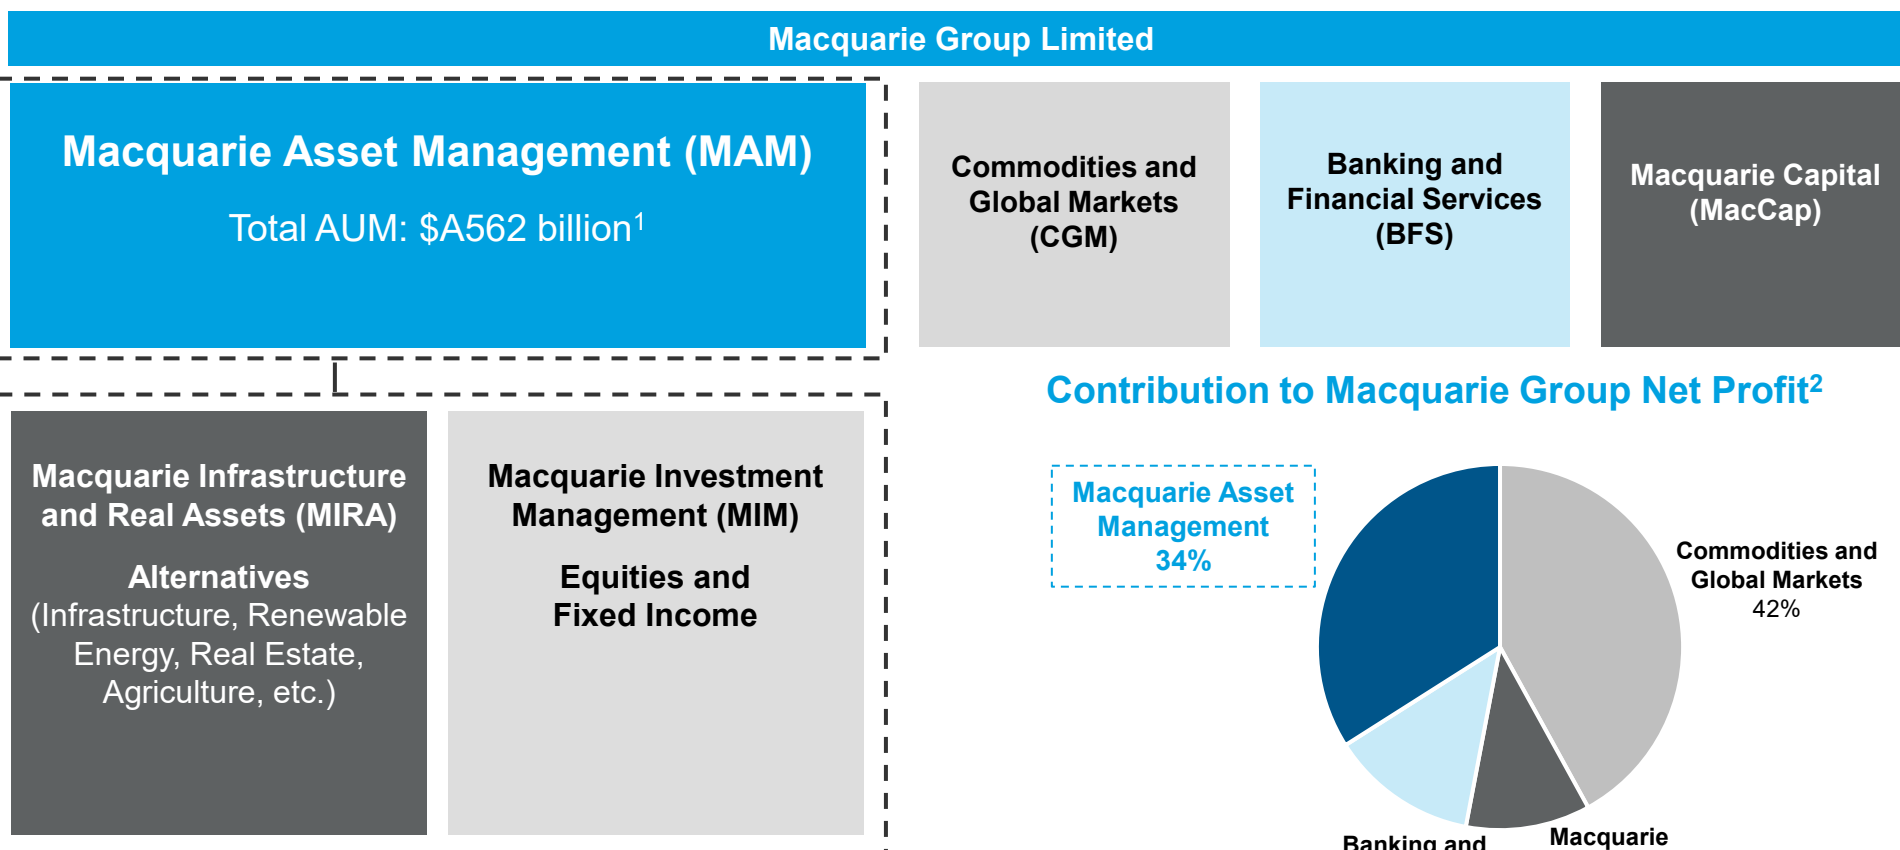 Macquarie Group Limited
Macquarie Asset Management (MAM)
Total AUM: $A562 billion¹
Commodities and
Global Markets
(CGM)
Banking and
Financial Services
(BFS)
Macquarie Capital
(MacCap)
Macquarie Infrastructure
and Real Assets (MIRA)
Alternatives
(Infrastructure, Renewable
Energy, Real Estate,
Agriculture, etc.)
Macquarie Investment
Management (MIM)
Equities and
Fixed Income
Contribution to Macquarie Group Net Profit²
Macquarie Asset
Management
34%
Commodities and
Global Markets
42%
Banking and
Macquarie